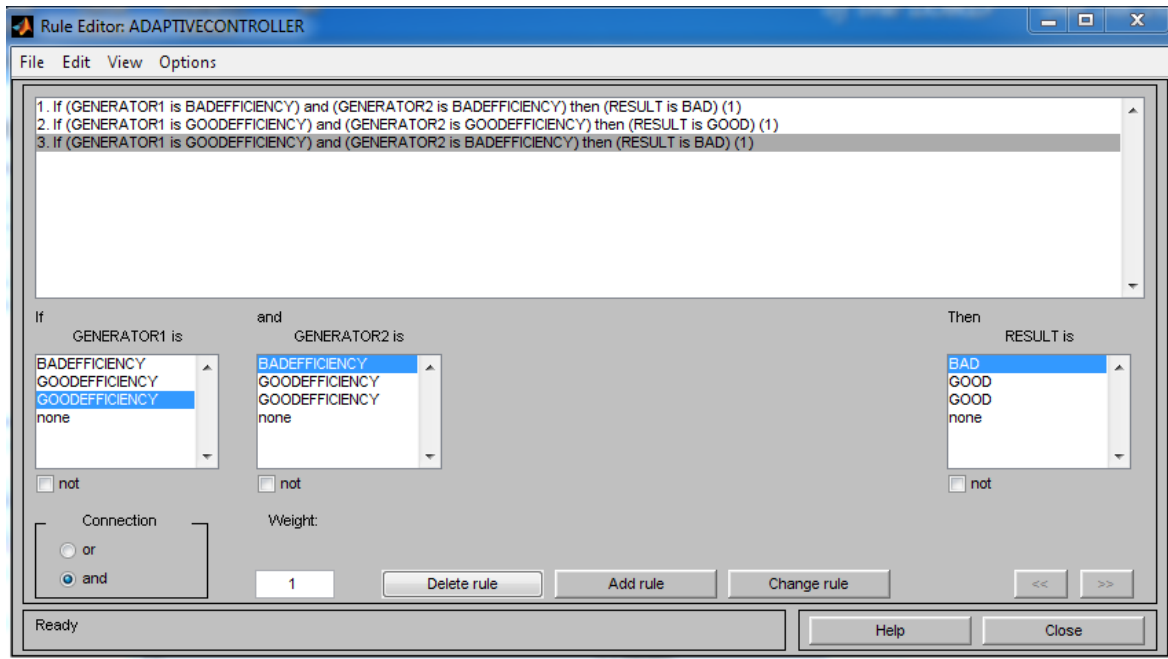 Rule Editor: ADAPTIVECONTROLLER
File Edit View Options
1. If (GENERATOR1 is BADEFFICIENCY) and (GENERATOR2 is BADEFFICIENCY) then (RESULT is BAD) (1)
2. If (GENERATOR1 is GOODEFFICIENCY) and (GENERATOR2 is GOODEFFICIENCY) then (RESULT is GOOD) (1)
3. If (GENERATOR1 is GOODEFFICIENCY) and (GENERATOR2 is BADEFFICIENCY) then (RESULT is BAD) (1)
If
GENERATOR1 is
BADEFFICIENCY
GOODEFFICIENCY
GOODEFFICIENCY
none
not
and
GENERATOR2 is
BADEFFICIENCY
GOODEFFICIENCY
GOODEFFICIENCY
none
not
Then
RESULT is
BAD
GOOD
GOOD
none
not
Connection
or
and
Weight:
1
Delete rule
Add rule
Change rule
<<
>>
Ready
Help
Close